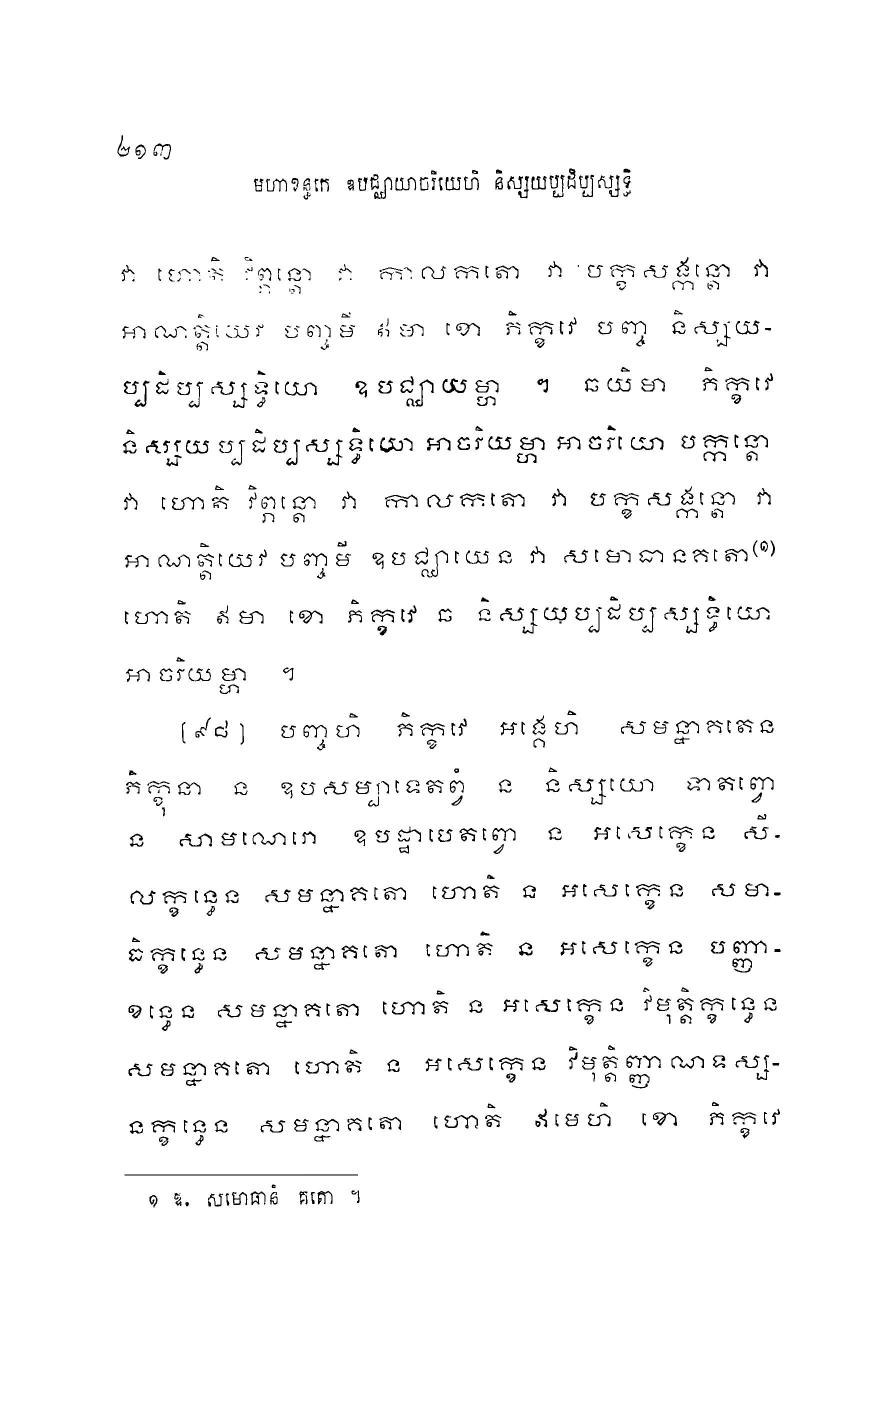 ២១៣
មហាខន្ធកេ ឧបជ្ឈាយាចរិយេហិ និស្សយប្បដិប្បស្សទ្ធិ
វា ហោតិ វិព្ភន្តោ វា កាលកតោ វា បក្ខសង្កន្តោ វា
អាណត្តិយេវ បញ្ចមី ឥមា ខោ ភិក្ខវេ បញ្ច និស្សយ-
ប្បដិប្បស្សទ្ធិយោ ឧបជ្ឈាយម្ហា ។ ឆយិមា ភិក្ខវេ
និស្សយប្បដិប្បស្សទ្ធិយោ អាចរិយម្ហា អាចរិយោ បក្កន្តោ
វា ហោតិ វិព្ភន្តោ វា កាលកតោ វា បក្ខសង្កន្តោ វា
អាណត្តិយេវ បញ្ចមី ឧបជ្ឈាយេន វា សមោធានគតោ(១)
ហោតិ ឥមា ខោ ភិក្ខវេ ឆ និស្សយប្បដិប្បស្សទ្ធិយោ
អាចរិយម្ហា ។
[៩៨] បញ្ចហិ ភិក្ខវេ អង្គេហិ សមន្នាគតេន
ភិក្ខុនា ន ឧបសម្បាទេតព្វំ ន និស្សយោ ទាតព្វោ
ន សាមណេរោ ឧបដ្ឋាបេតព្វោ ន អសេក្ខេន សី-
លក្ខន្ធេន សមន្នាគតោ ហោតិ ន អសេក្ខេន សមា-
ធិក្ខន្ធេន សមន្នាគតោ ហោតិ ន អសេក្ខេន បញ្ញា-
ខន្ធេន សមន្នាគតោ ហោតិ ន អសេក្ខេន វិមុត្តិក្ខន្ធេន
សមន្នាគតោ ហោតិ ន អសេក្ខេន វិមុត្តិញ្ញាណទស្ស-
នក្ខន្ធេន សមន្នាគតោ ហោតិ ឥមេហិ ខោ ភិក្ខវេ
១ ឱ. សមោធានំ គតោ ។